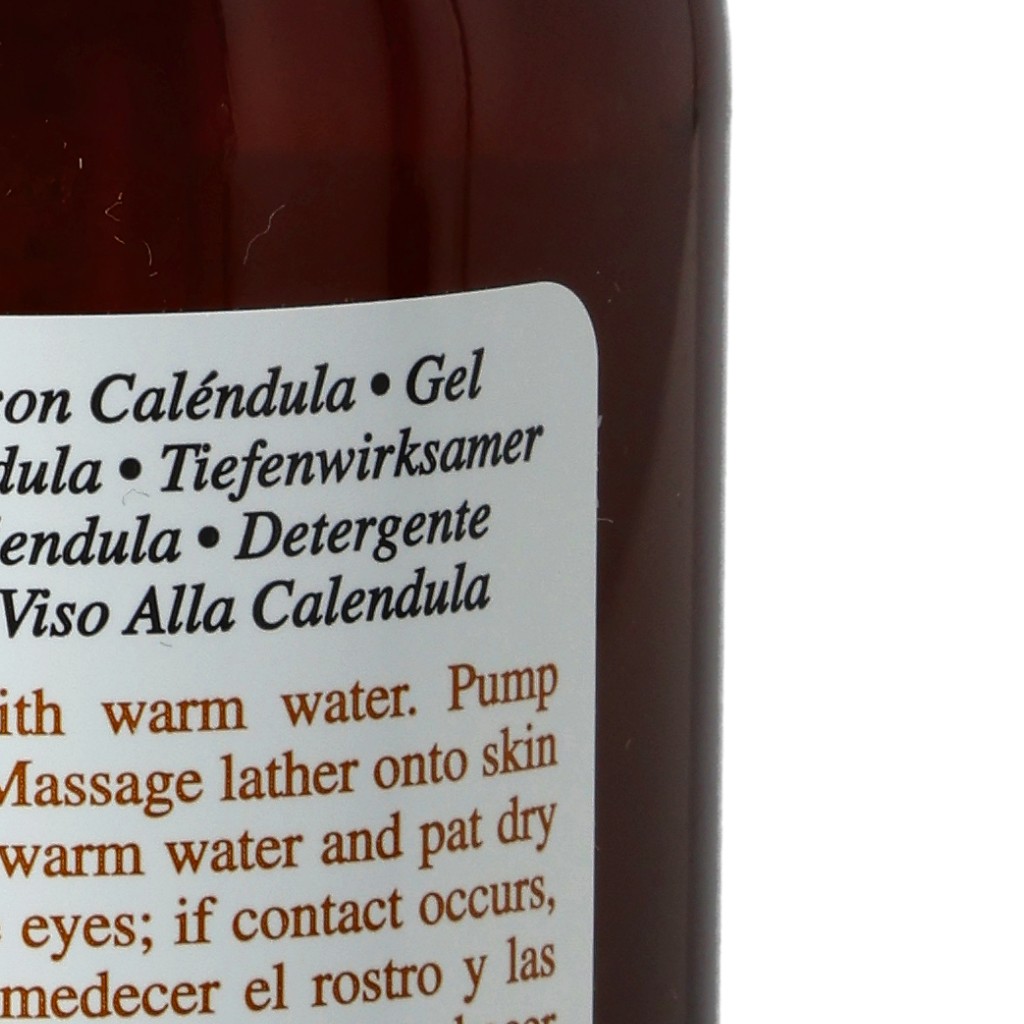 con Caléndula • Gel
dula • Tiefenwirksamer
endula • Detergente
Viso Alla Calendula
ith warm water. Pump
Massage lather onto skin
warm water and pat dry
eyes; if contact occurs,
medecer el rostro y las